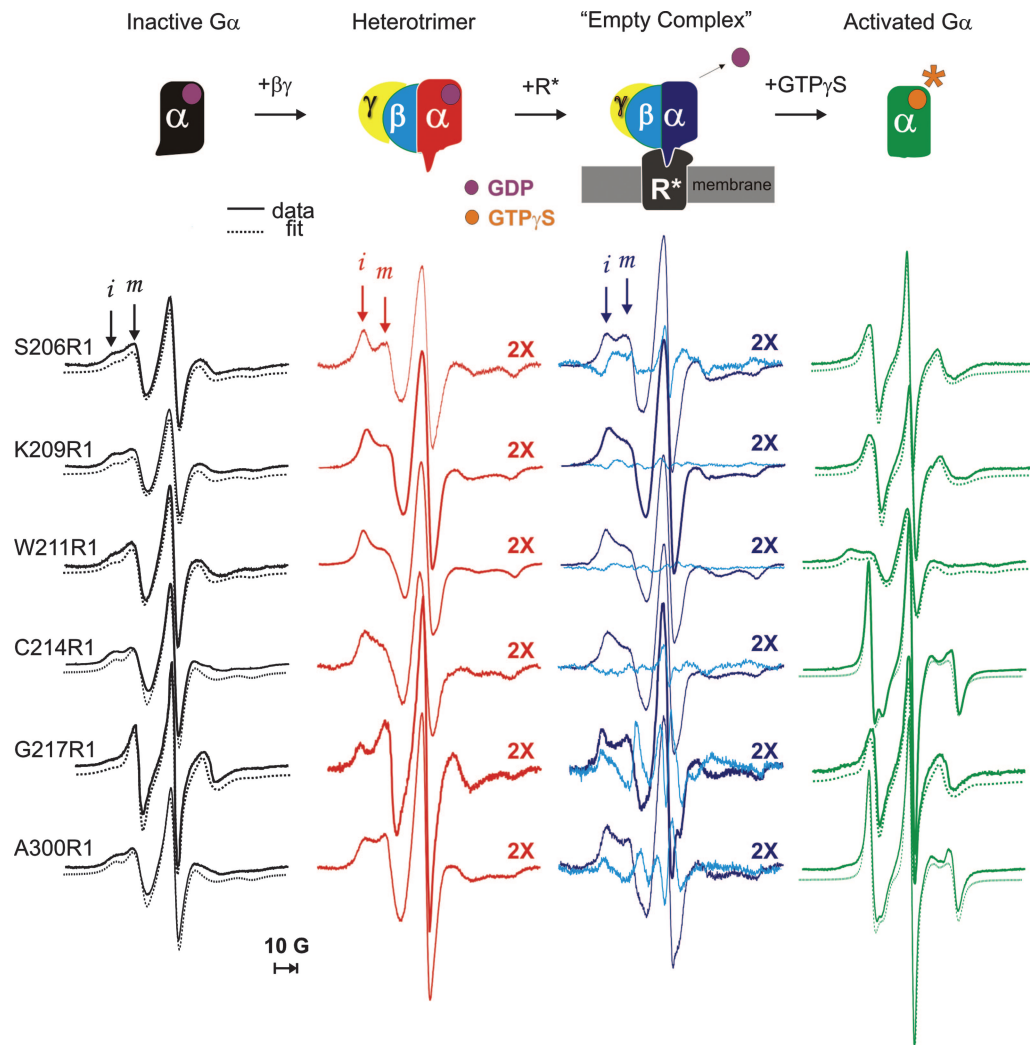 Inactive Gα Heterotrimer “Empty Complex” Activated Gα
+βγ +R* +GTPγS
α γ β α γ β α α
R* membrane
GDP
GTPγS
data
fit
i m i m i m
S206R1 2X 2X
K209R1 2X 2X
W211R1 2X 2X
C214R1 2X 2X
G217R1 2X 2X
A300R1 2X 2X
10 G